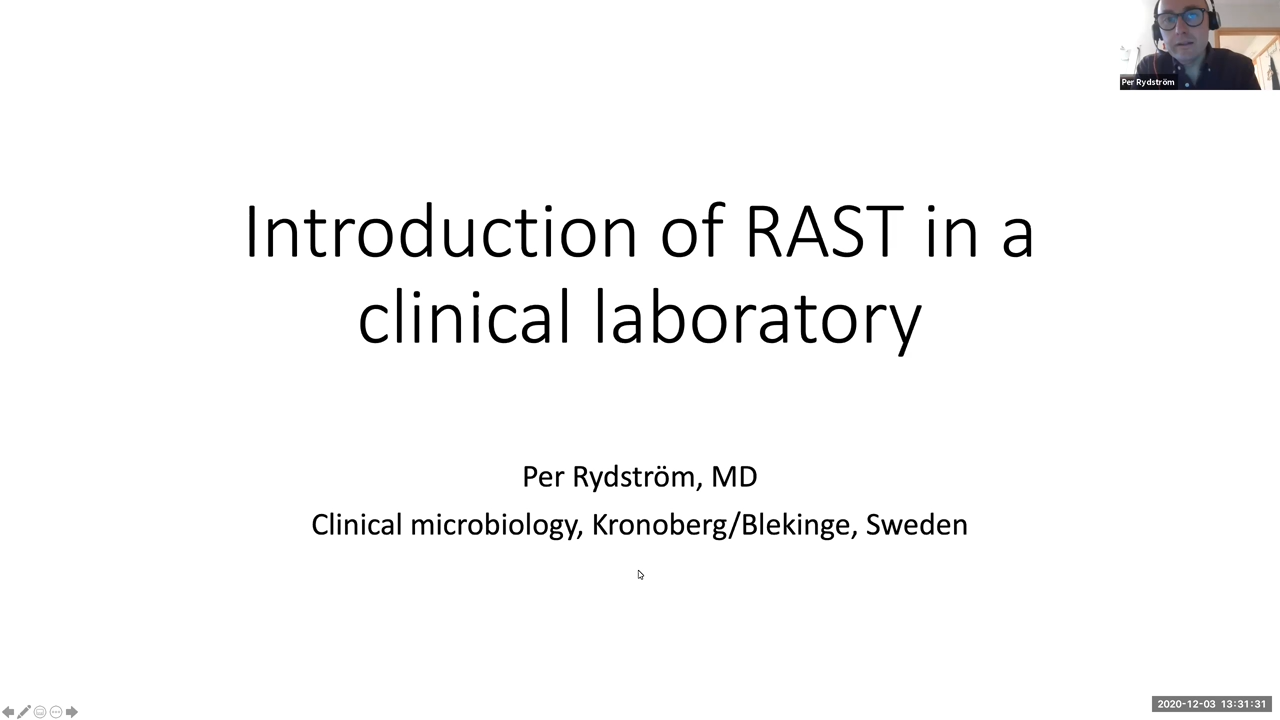 Per Rydström
Introduction of RAST in a
clinical laboratory
Per Rydström, MD
Clinical microbiology, Kronoberg/Blekinge, Sweden
2020-12-03 13:31:31